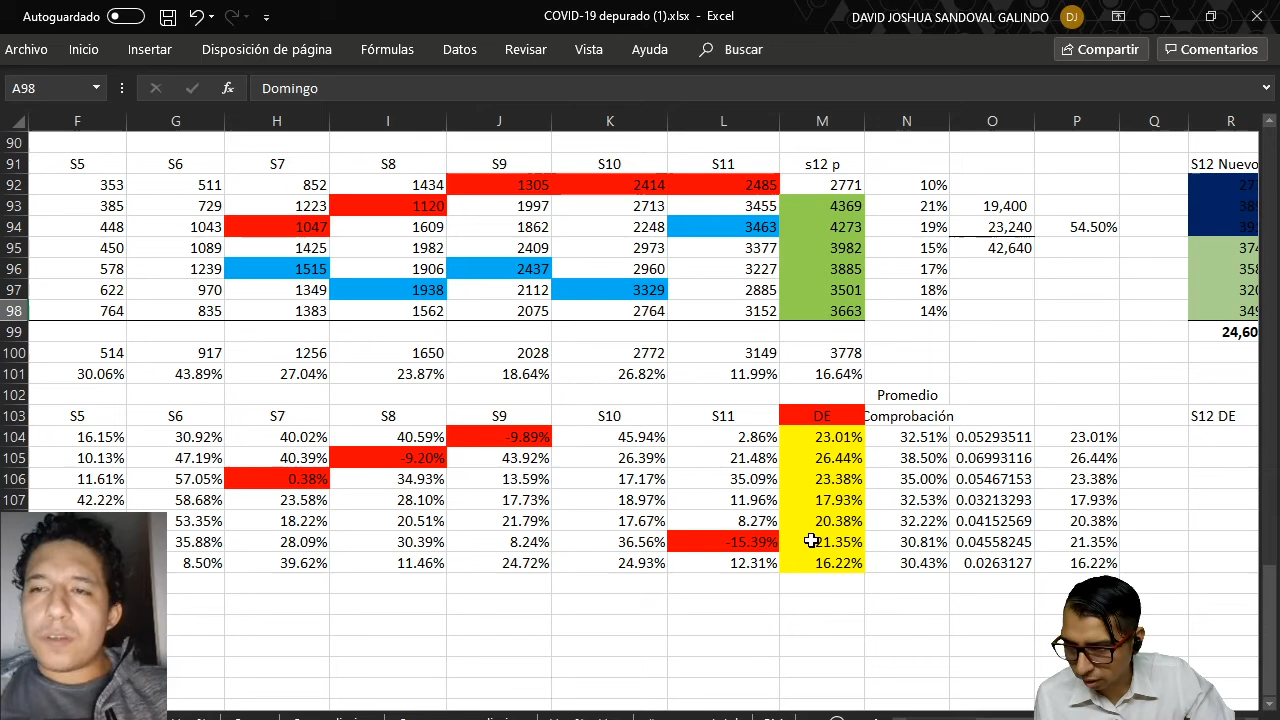 Autoguardado COVID-19 depurado (1).xlsx - Excel DAVID JOSHUA SANDOVAL GALINDO DJ
Archivo Inicio Insertar Disposición de página Fórmulas Datos Revisar Vista Ayuda Buscar Compartir Comentarios
A98 fx Domingo
F G H I J K L M N O P Q R
90
91 S5 S6 S7 S8 S9 S10 S11 s12 p S12 Nuevo
92 353 511 852 1434 1305 2414 2485 2771 10%
93 385 729 1223 1120 1997 2713 3455 4369 21% 19,400
94 448 1043 1047 1609 1862 2248 3463 4273 19% 23,240 54.50%
95 450 1089 1425 1982 2409 2973 3377 3982 15% 42,640 374
96 578 1239 1515 1906 2437 2960 3227 3885 17% 358
97 622 970 1349 1938 2112 3329 2885 3501 18% 320
98 764 835 1383 1562 2075 2764 3152 3663 14% 349
99 24,60
100 514 917 1256 1650 2028 2772 3149 3778
101 30.06% 43.89% 27.04% 23.87% 18.64% 26.82% 11.99% 16.64%
102 Promedio
103 S5 S6 S7 S8 S9 S10 S11 DE Comprobación S12 DE
104 16.15% 30.92% 40.02% 40.59% -9.89% 45.94% 2.86% 23.01% 32.51% 0.05293511 23.01%
105 10.13% 47.19% 40.39% -9.20% 43.92% 26.39% 21.48% 26.44% 38.50% 0.06993116 26.44%
106 11.61% 57.05% 0.38% 34.93% 13.59% 17.17% 35.09% 23.38% 35.00% 0.05467153 23.38%
107 42.22% 58.68% 23.58% 28.10% 17.73% 18.97% 11.96% 17.93% 32.53% 0.03213293 17.93%
53.35% 18.22% 20.51% 21.79% 17.67% 8.27% 20.38% 32.22% 0.04152569 20.38%
35.88% 28.09% 30.39% 8.24% 36.56% -15.39% 21.35% 30.81% 0.04558245 21.35%
8.50% 39.62% 11.46% 24.72% 24.93% 12.31% 16.22% 30.43% 0.0263127 16.22%